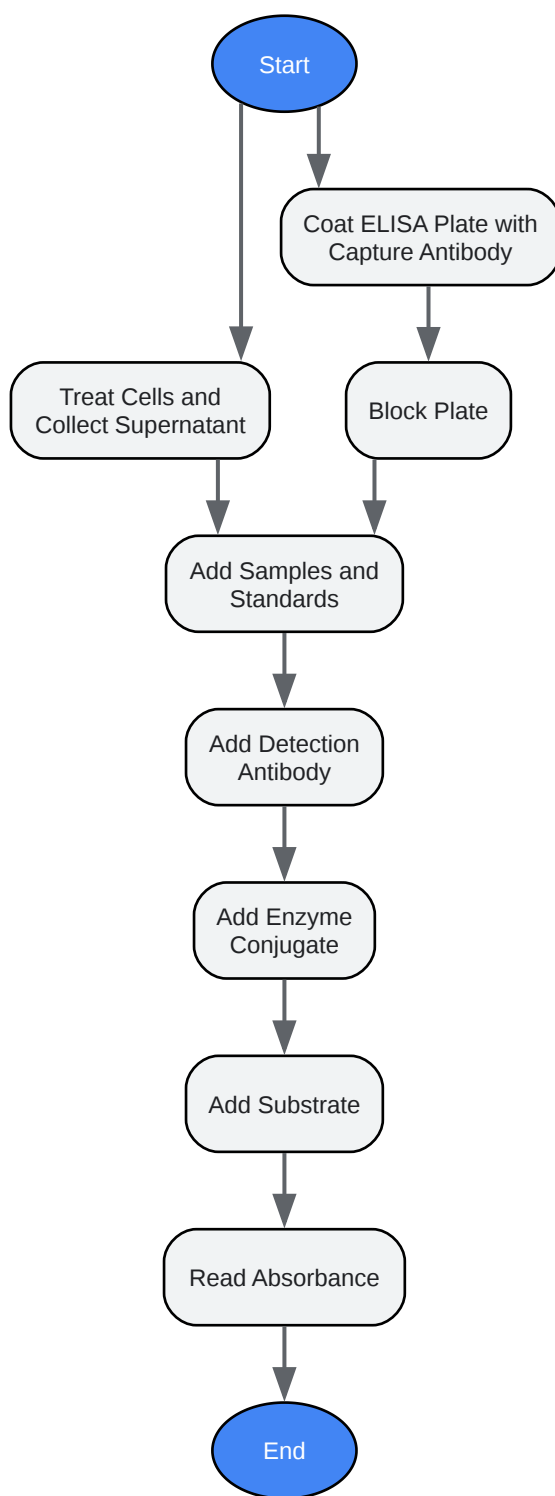 Start
Coat ELISA Plate with
Capture Antibody
Treat Cells and
Collect Supernatant
Block Plate
Add Samples and
Standards
Add Detection
Antibody
Add Enzyme
Conjugate
Add Substrate
Read Absorbance
End